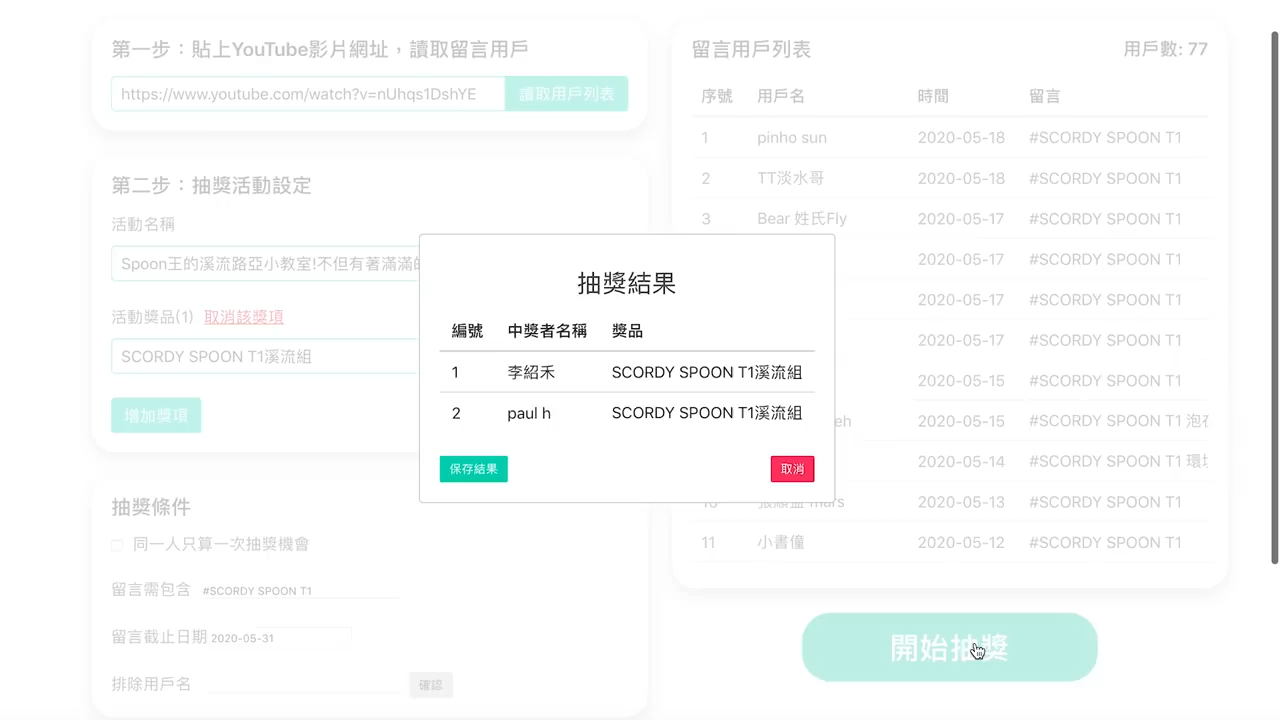 第一步：貼上YouTube影片網址，讀取留言用戶
https://www.youtube.com/watch?v=nUhqs1DshYE
讀取用戶列表
第二步：抽獎活動設定
活動名稱
Spoon王的溪流路亞小教室!不但有著滿滿的
活動獎品(1) 取消該獎項
SCORDY SPOON T1溪流組
增加獎項
抽獎條件
同一人只算一次抽獎機會
留言需包含 #SCORDY SPOON T1
留言截止日期 2020-05-31
排除用戶名
確認
抽獎結果
編號 中獎者名稱 獎品
1 李紹禾 SCORDY SPOON T1溪流組
2 paul h SCORDY SPOON T1溪流組
保存結果
取消
留言用戶列表
用戶數: 77
序號 用戶名 時間 留言
1 pinho sun 2020-05-18 #SCORDY SPOON T1
2 TT淡水哥 2020-05-18 #SCORDY SPOON T1
3 Bear 姓氏Fly 2020-05-17 #SCORDY SPOON T1
2020-05-17 #SCORDY SPOON T1
2020-05-17 #SCORDY SPOON T1
2020-05-17 #SCORDY SPOON T1
2020-05-15 #SCORDY SPOON T1
eh 2020-05-15 #SCORDY SPOON T1
2020-05-14 #SCORDY SPOON T1 環
mars 2020-05-13 #SCORDY SPOON T1
11 小書僮 2020-05-12 #SCORDY SPOON T1
開始抽獎